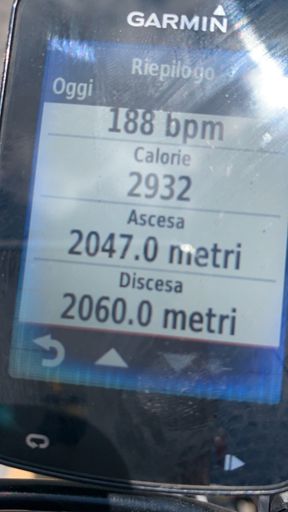 GARMIN
Riepilogo
Oggi
188 bpm
Calorie
2932
Ascesa
2047.0 metri
Discesa
2060.0 metri